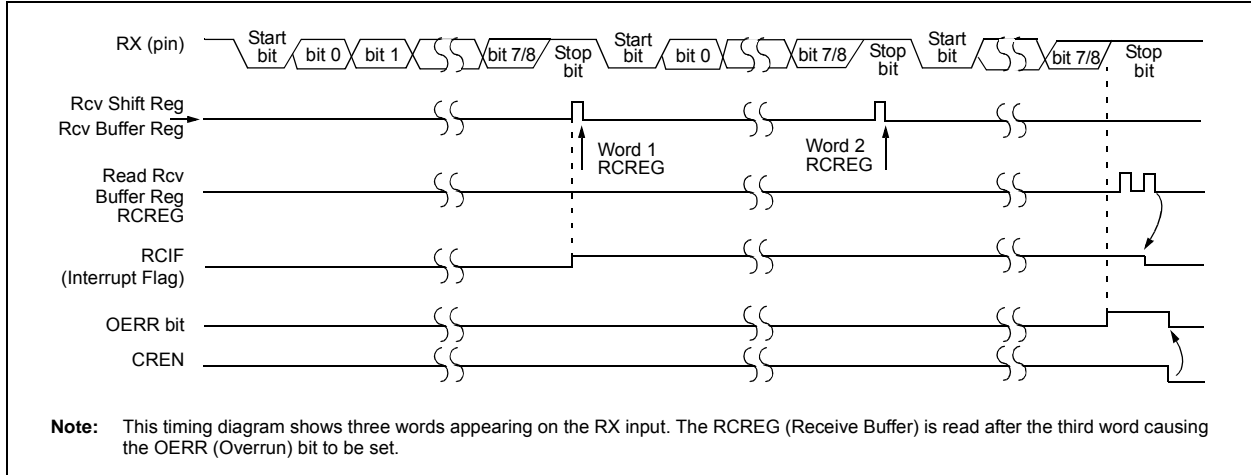 RX (pin)
Start bit
bit 0
bit 1
bit 7/8
Stop bit
Start bit
bit 0
bit 7/8
Stop bit
Start bit
bit 7/8
Stop bit
Rcv Shift Reg
Rcv Buffer Reg
Word 1
RCREG
Word 2
RCREG
Read Rcv
Buffer Reg
RCREG
RCIF
(Interrupt Flag)
OERR bit
CREN
Note: This timing diagram shows three words appearing on the RX input. The RCREG (Receive Buffer) is read after the third word causing
the OERR (Overrun) bit to be set.